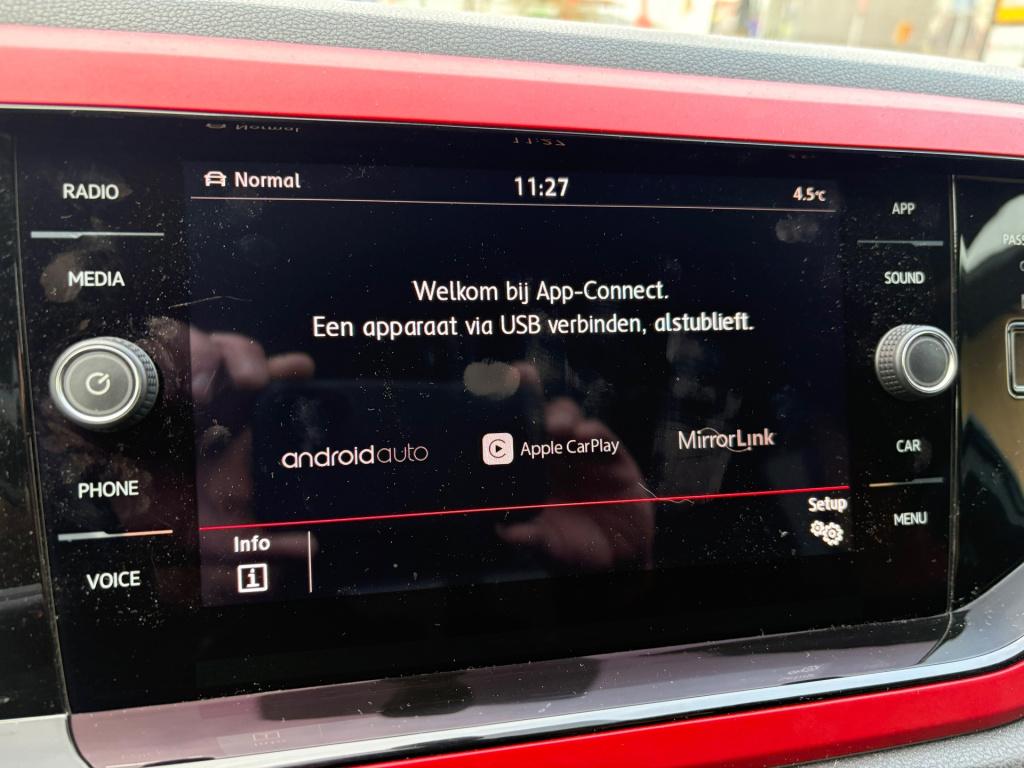 RADIO
MEDIA
PHONE
VOICE
Normal
11:27
4.5°C
Welkom bij App-Connect.
Een apparaat via USB verbinden, alstublieft.
androidauto
Apple CarPlay
MirrorLink
Setup
Info
APP
SOUND
CAR
MENU